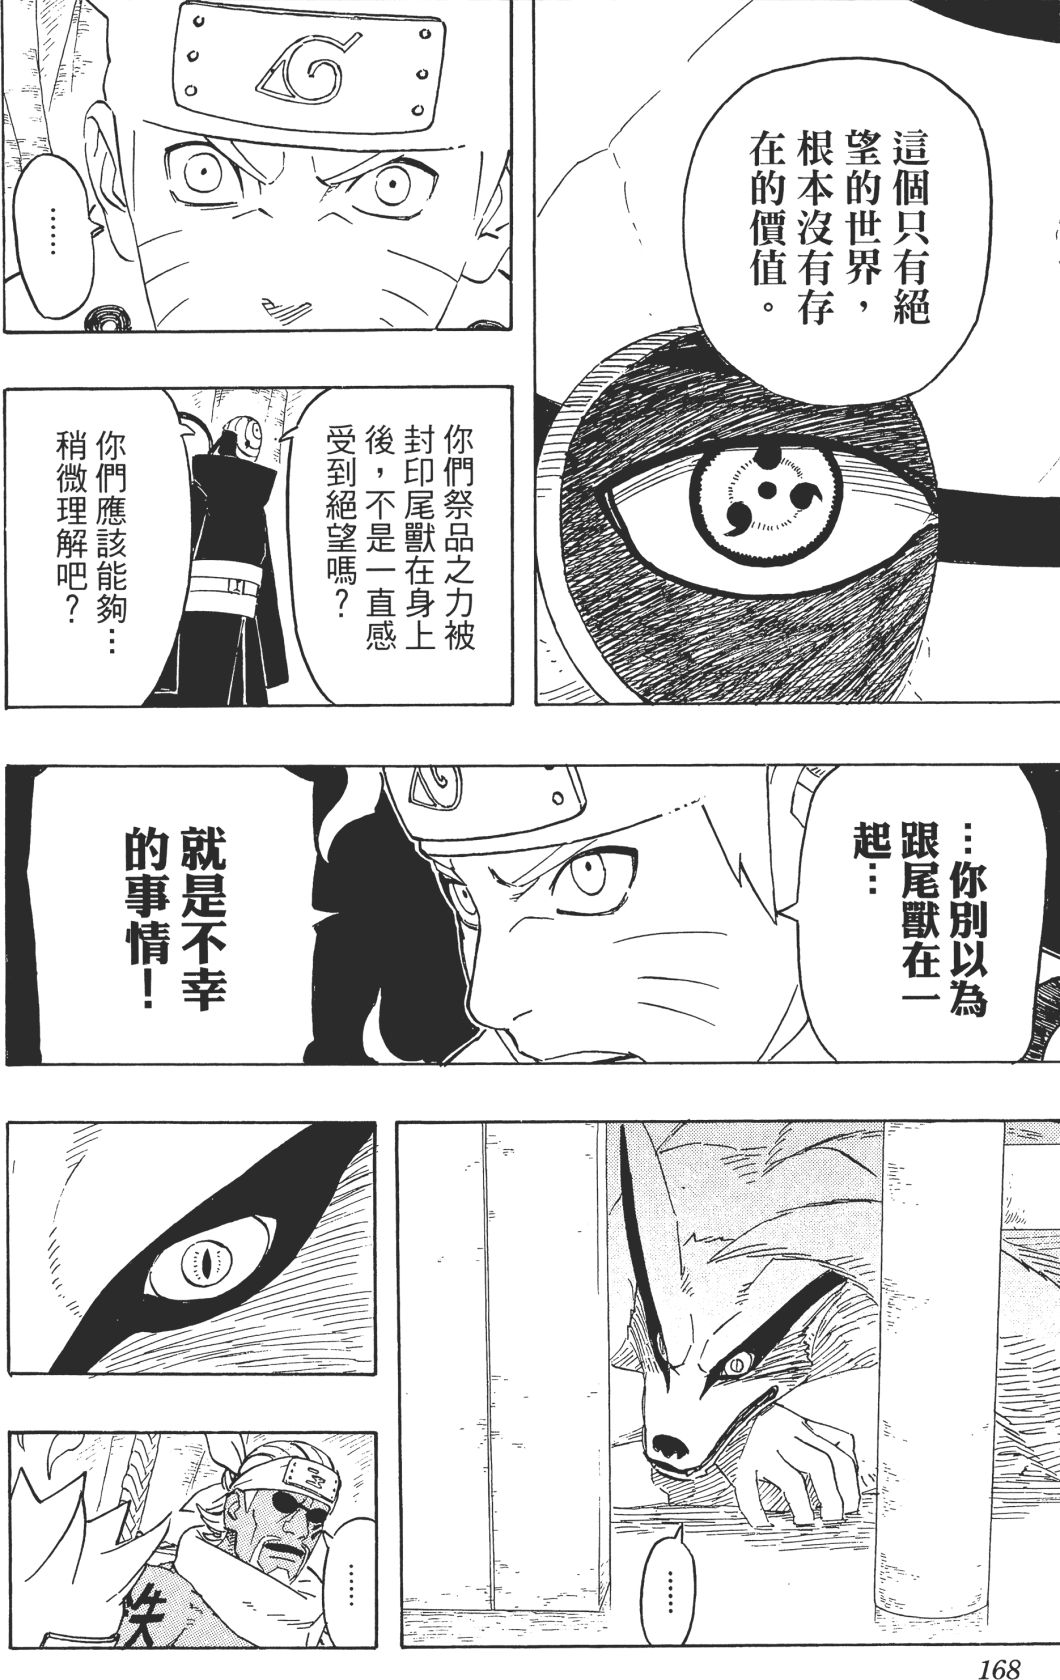 這個只有絕
望的世界，
根本沒有存
在的價值。
……
你們祭品之力被
封印尾獸在身上
後，不是一直感
受到絕望嗎？
你們應該能夠…
稍微理解吧？
…你別以為
跟尾獸在一
起…
就是不幸
的事情！
……
……
失
168